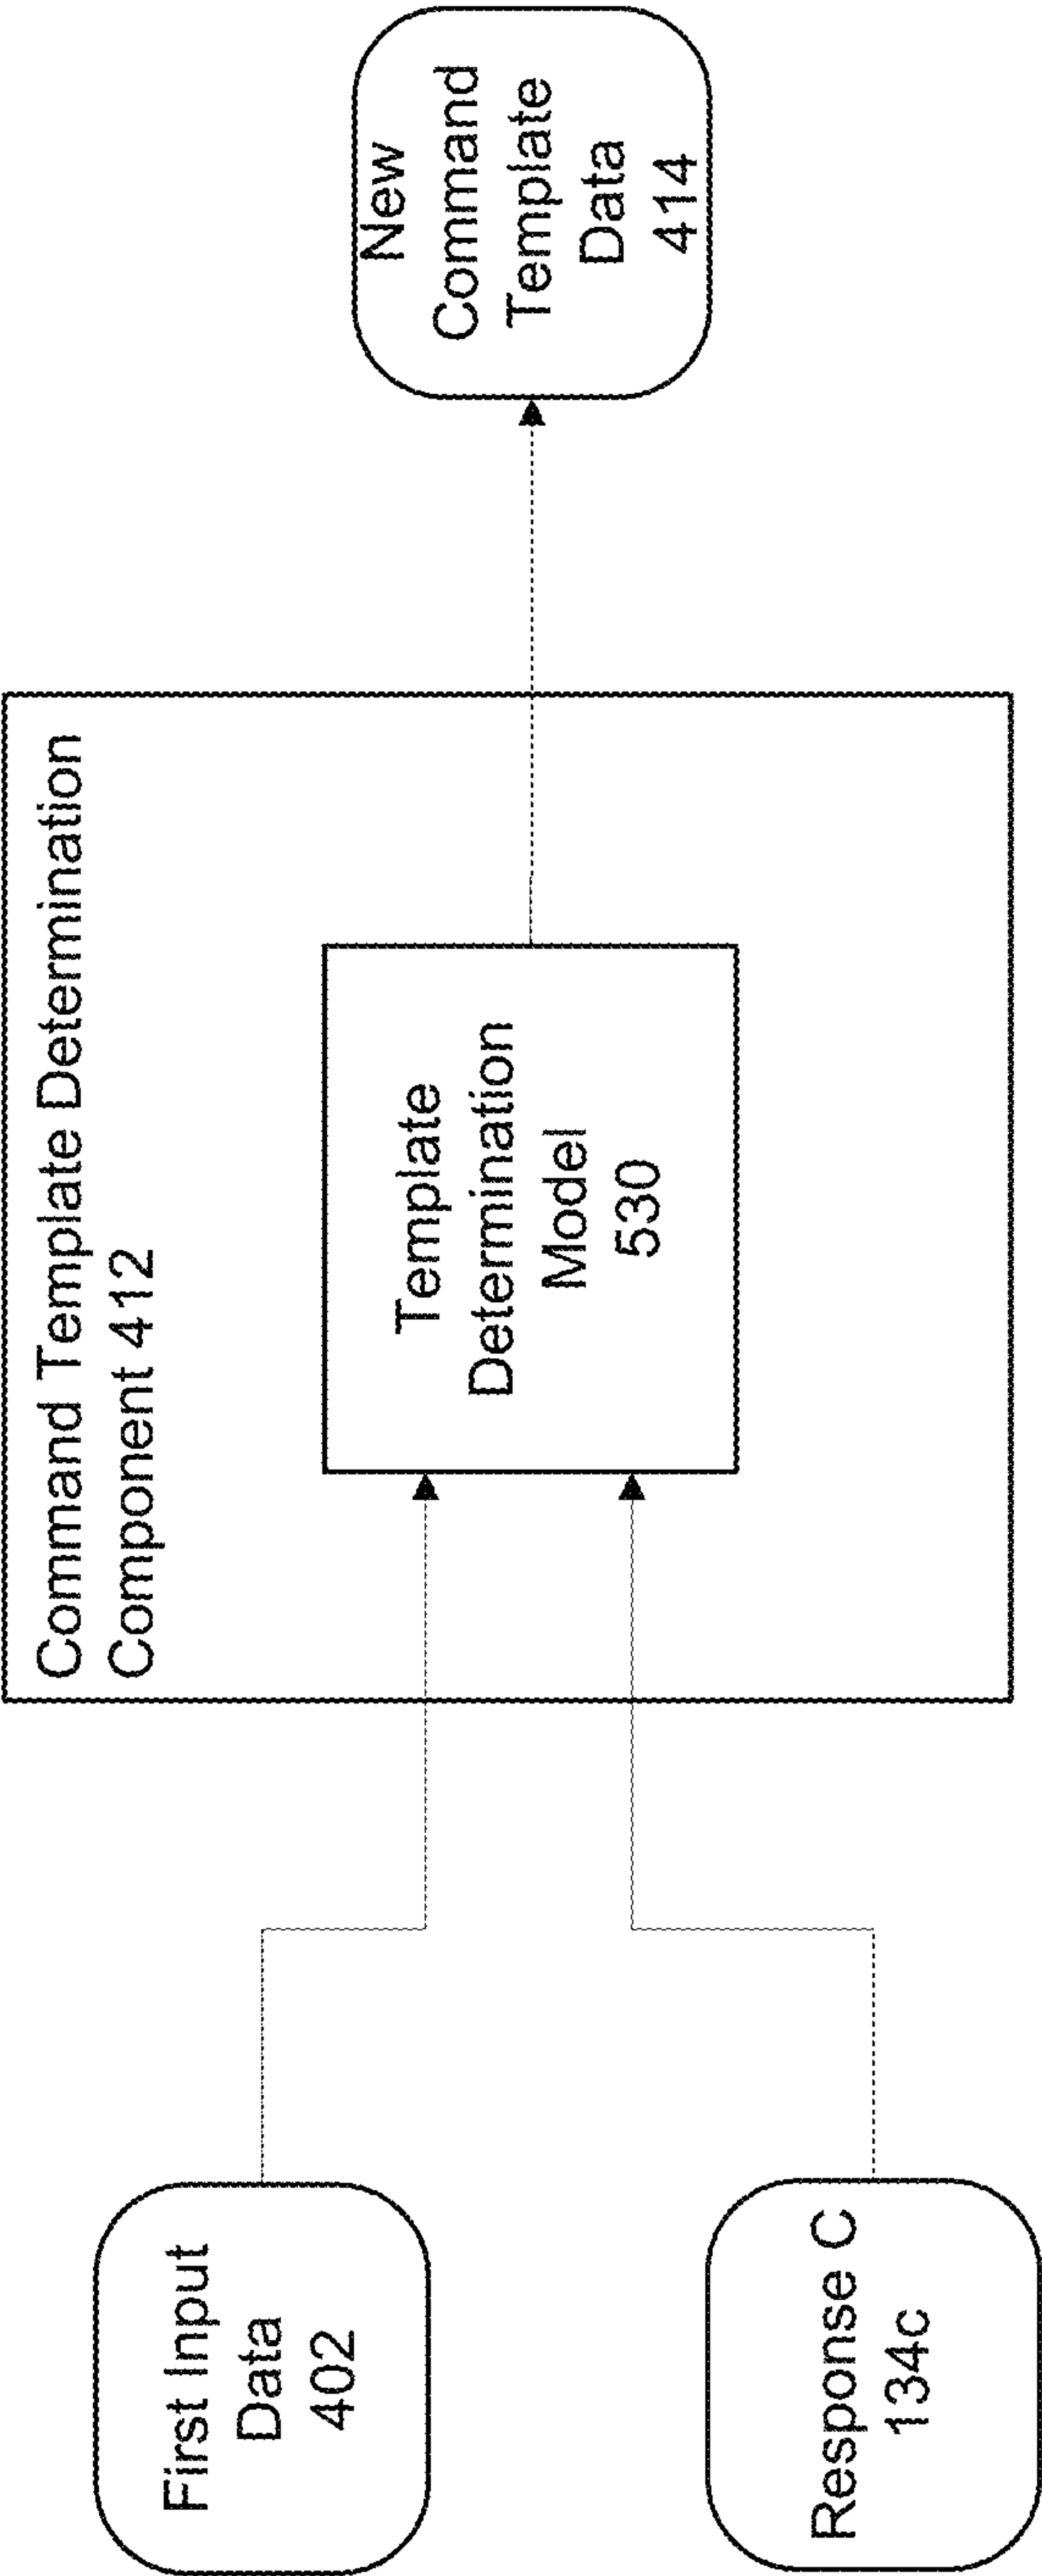 Command Template Determination
Component 412
First Input
Data
402
Response C
134c
Template
Determination
Model
530
New
Command
Template
Data
414